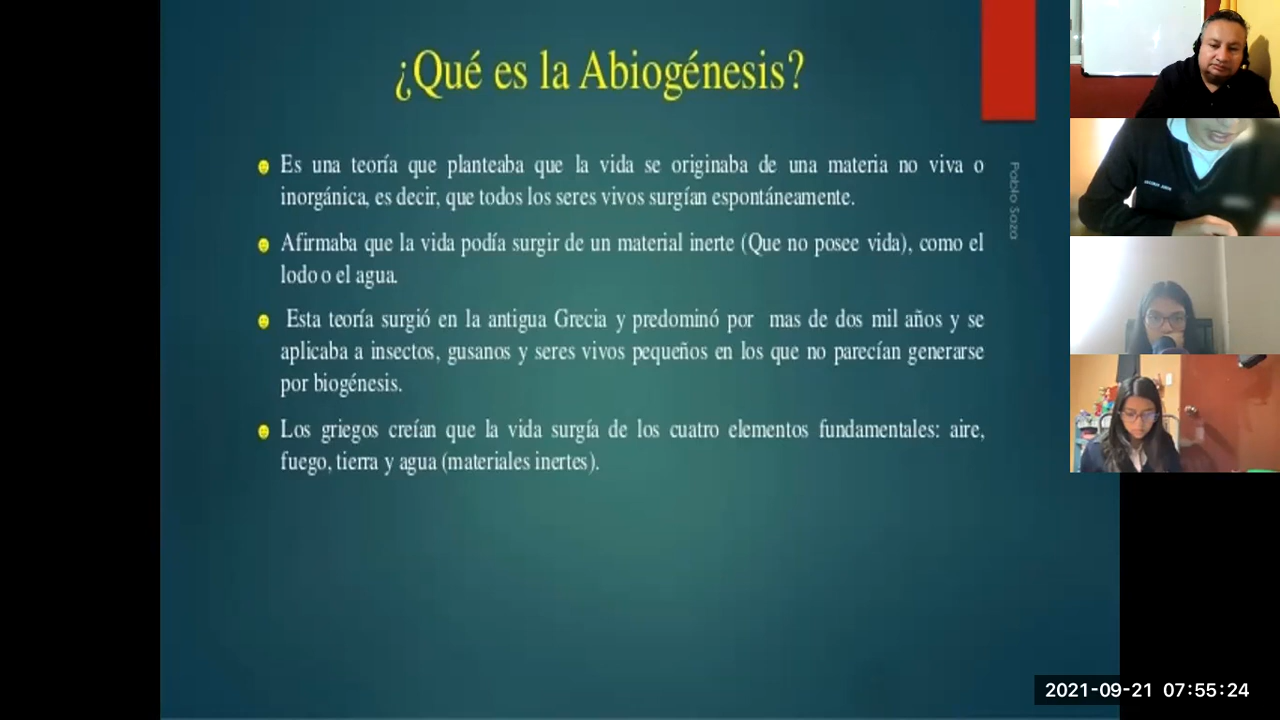 ¿Qué es la Abiogénesis?
Es una teoría que planteaba que la vida se originaba de una materia no viva o
inorgánica, es decir, que todos los seres vivos surgían espontáneamente.
Afirmaba que la vida podía surgir de un material inerte (Que no posee vida), como el
lodo o el agua.
Esta teoría surgió en la antigua Grecia y predominó por mas de dos mil años y se
aplicaba a insectos, gusanos y seres vivos pequeños en los que no parecían generarse
por biogénesis.
Los griegos creían que la vida surgía de los cuatro elementos fundamentales: aire,
fuego, tierra y agua (materiales inertes).
Pablo Saza
2021-09-21 07:55:24